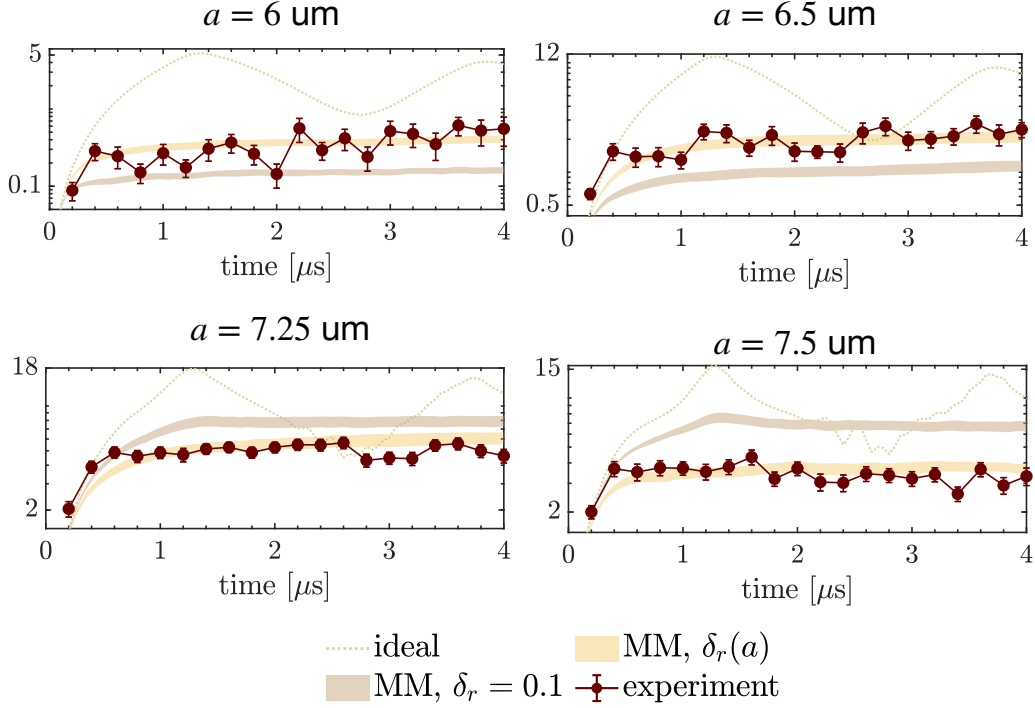 a = 6 um
a = 6.5 um
5
0.1
0 1 2 3 4
time [μs]
12
0.5
0 1 2 3 4
time [μs]
a = 7.25 um
a = 7.5 um
18
2
0 1 2 3 4
time [μs]
15
2
0 1 2 3 4
time [μs]
ideal
MM, δr(a)
MM, δr = 0.1
experiment